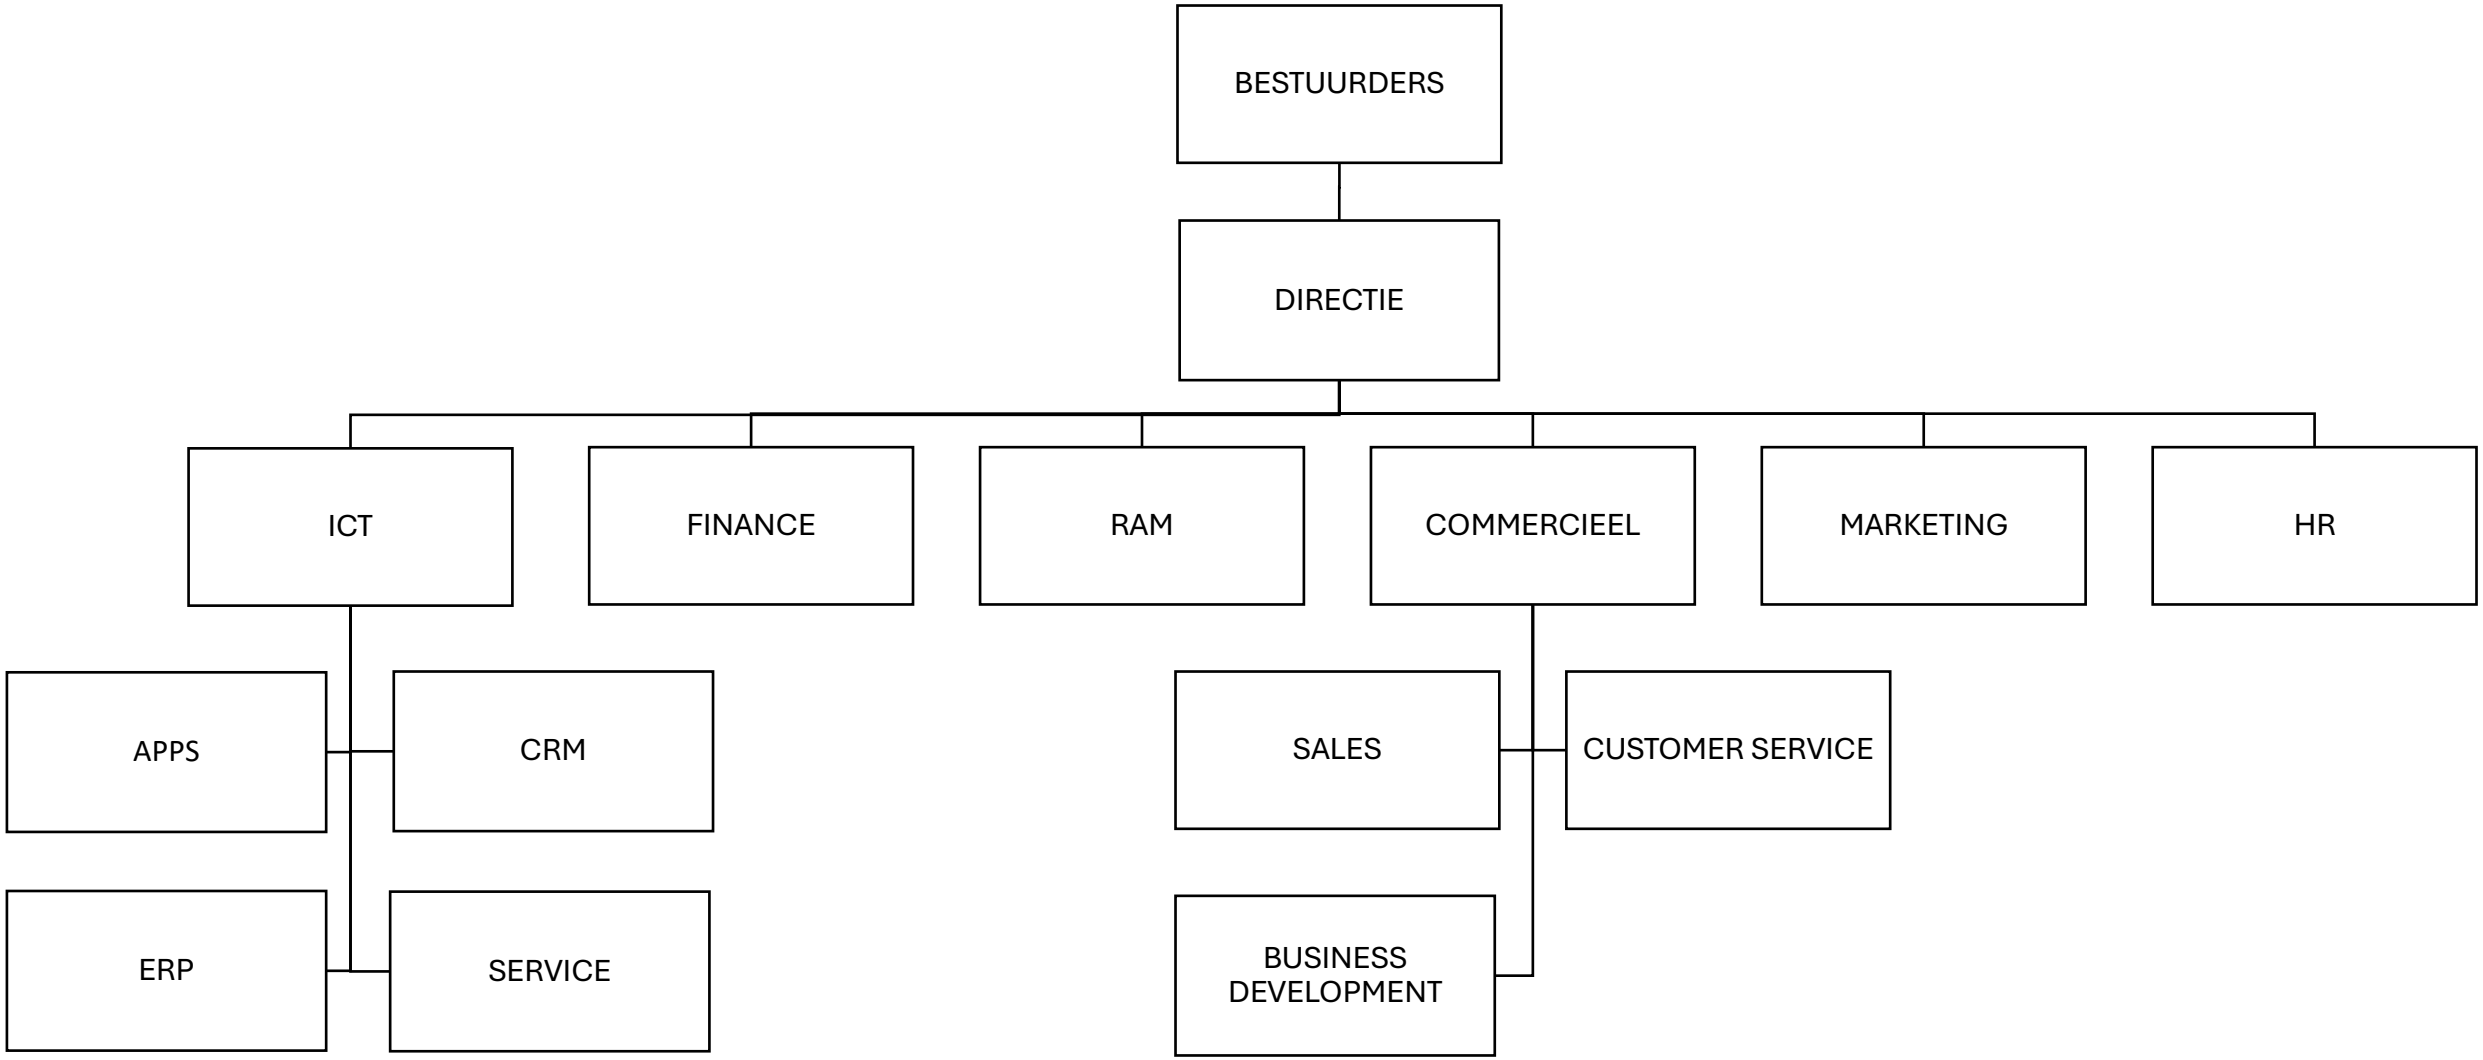 BESTUURDERS
DIRECTIE
ICT
FINANCE
RAM
COMMERCIEEL
MARKETING
HR
APPS
CRM
SALES
CUSTOMER SERVICE
ERP
SERVICE
BUSINESS
DEVELOPMENT